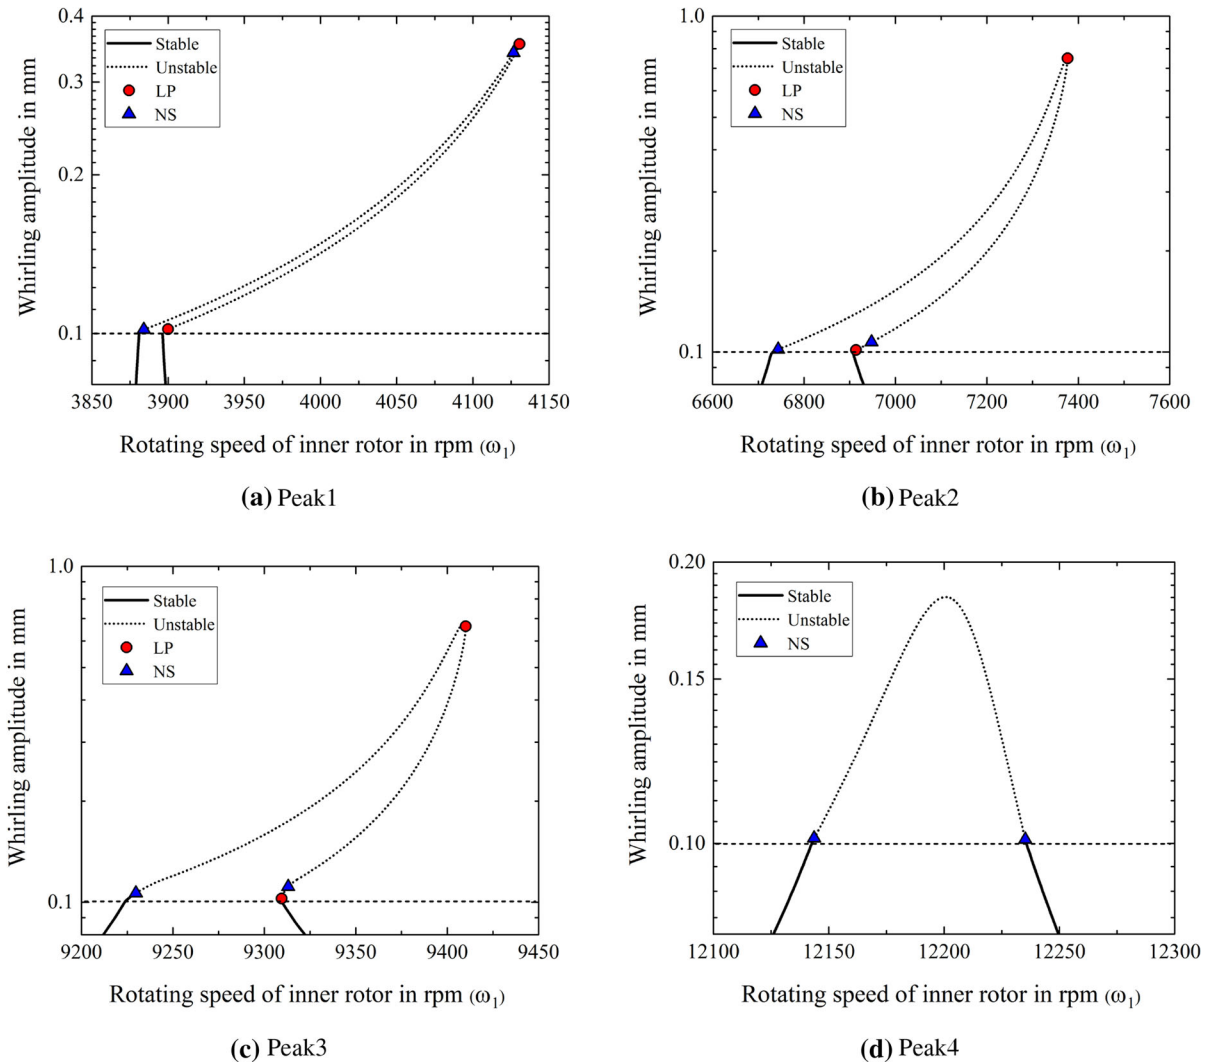 0.4
0.3
0.2
0.1
Whirling amplitude in mm
Stable
Unstable
LP
NS
3850 3900 3950 4000 4050 4100 4150
Rotating speed of inner rotor in rpm (ω1)
(a) Peak1
1.0
0.1
Whirling amplitude in mm
Stable
Unstable
LP
NS
6600 6800 7000 7200 7400 7600
Rotating speed of inner rotor in rpm (ω1)
(b) Peak2
1.0
0.1
Whirling amplitude in mm
Stable
Unstable
LP
NS
9200 9250 9300 9350 9400 9450
Rotating speed of inner rotor in rpm (ω1)
(c) Peak3
0.20
0.15
0.10
Whirling amplitude in mm
Stable
Unstable
NS
12100 12150 12200 12250 12300
Rotating speed of inner rotor in rpm (ω1)
(d) Peak4